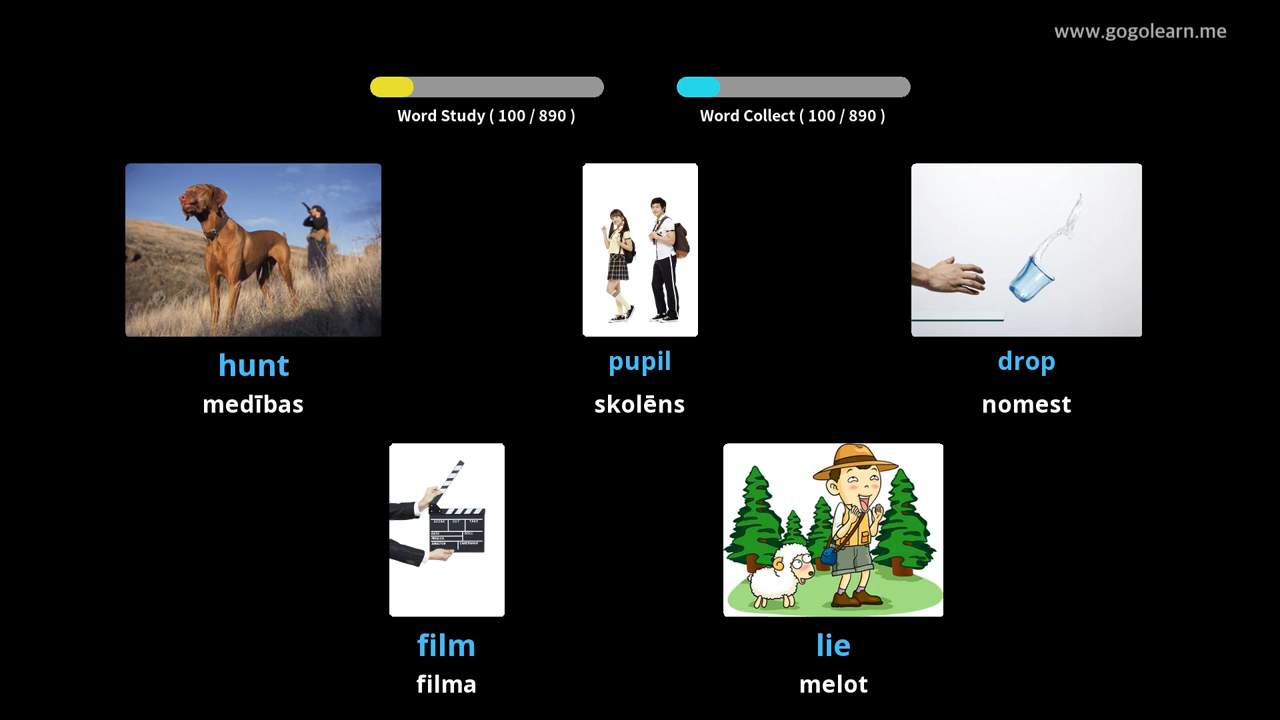 www.gogolearn.me
Word Study ( 100 / 890 )
Word Collect ( 100 / 890 )
hunt
medības
pupil
skolēns
drop
nomest
film
filma
lie
melot